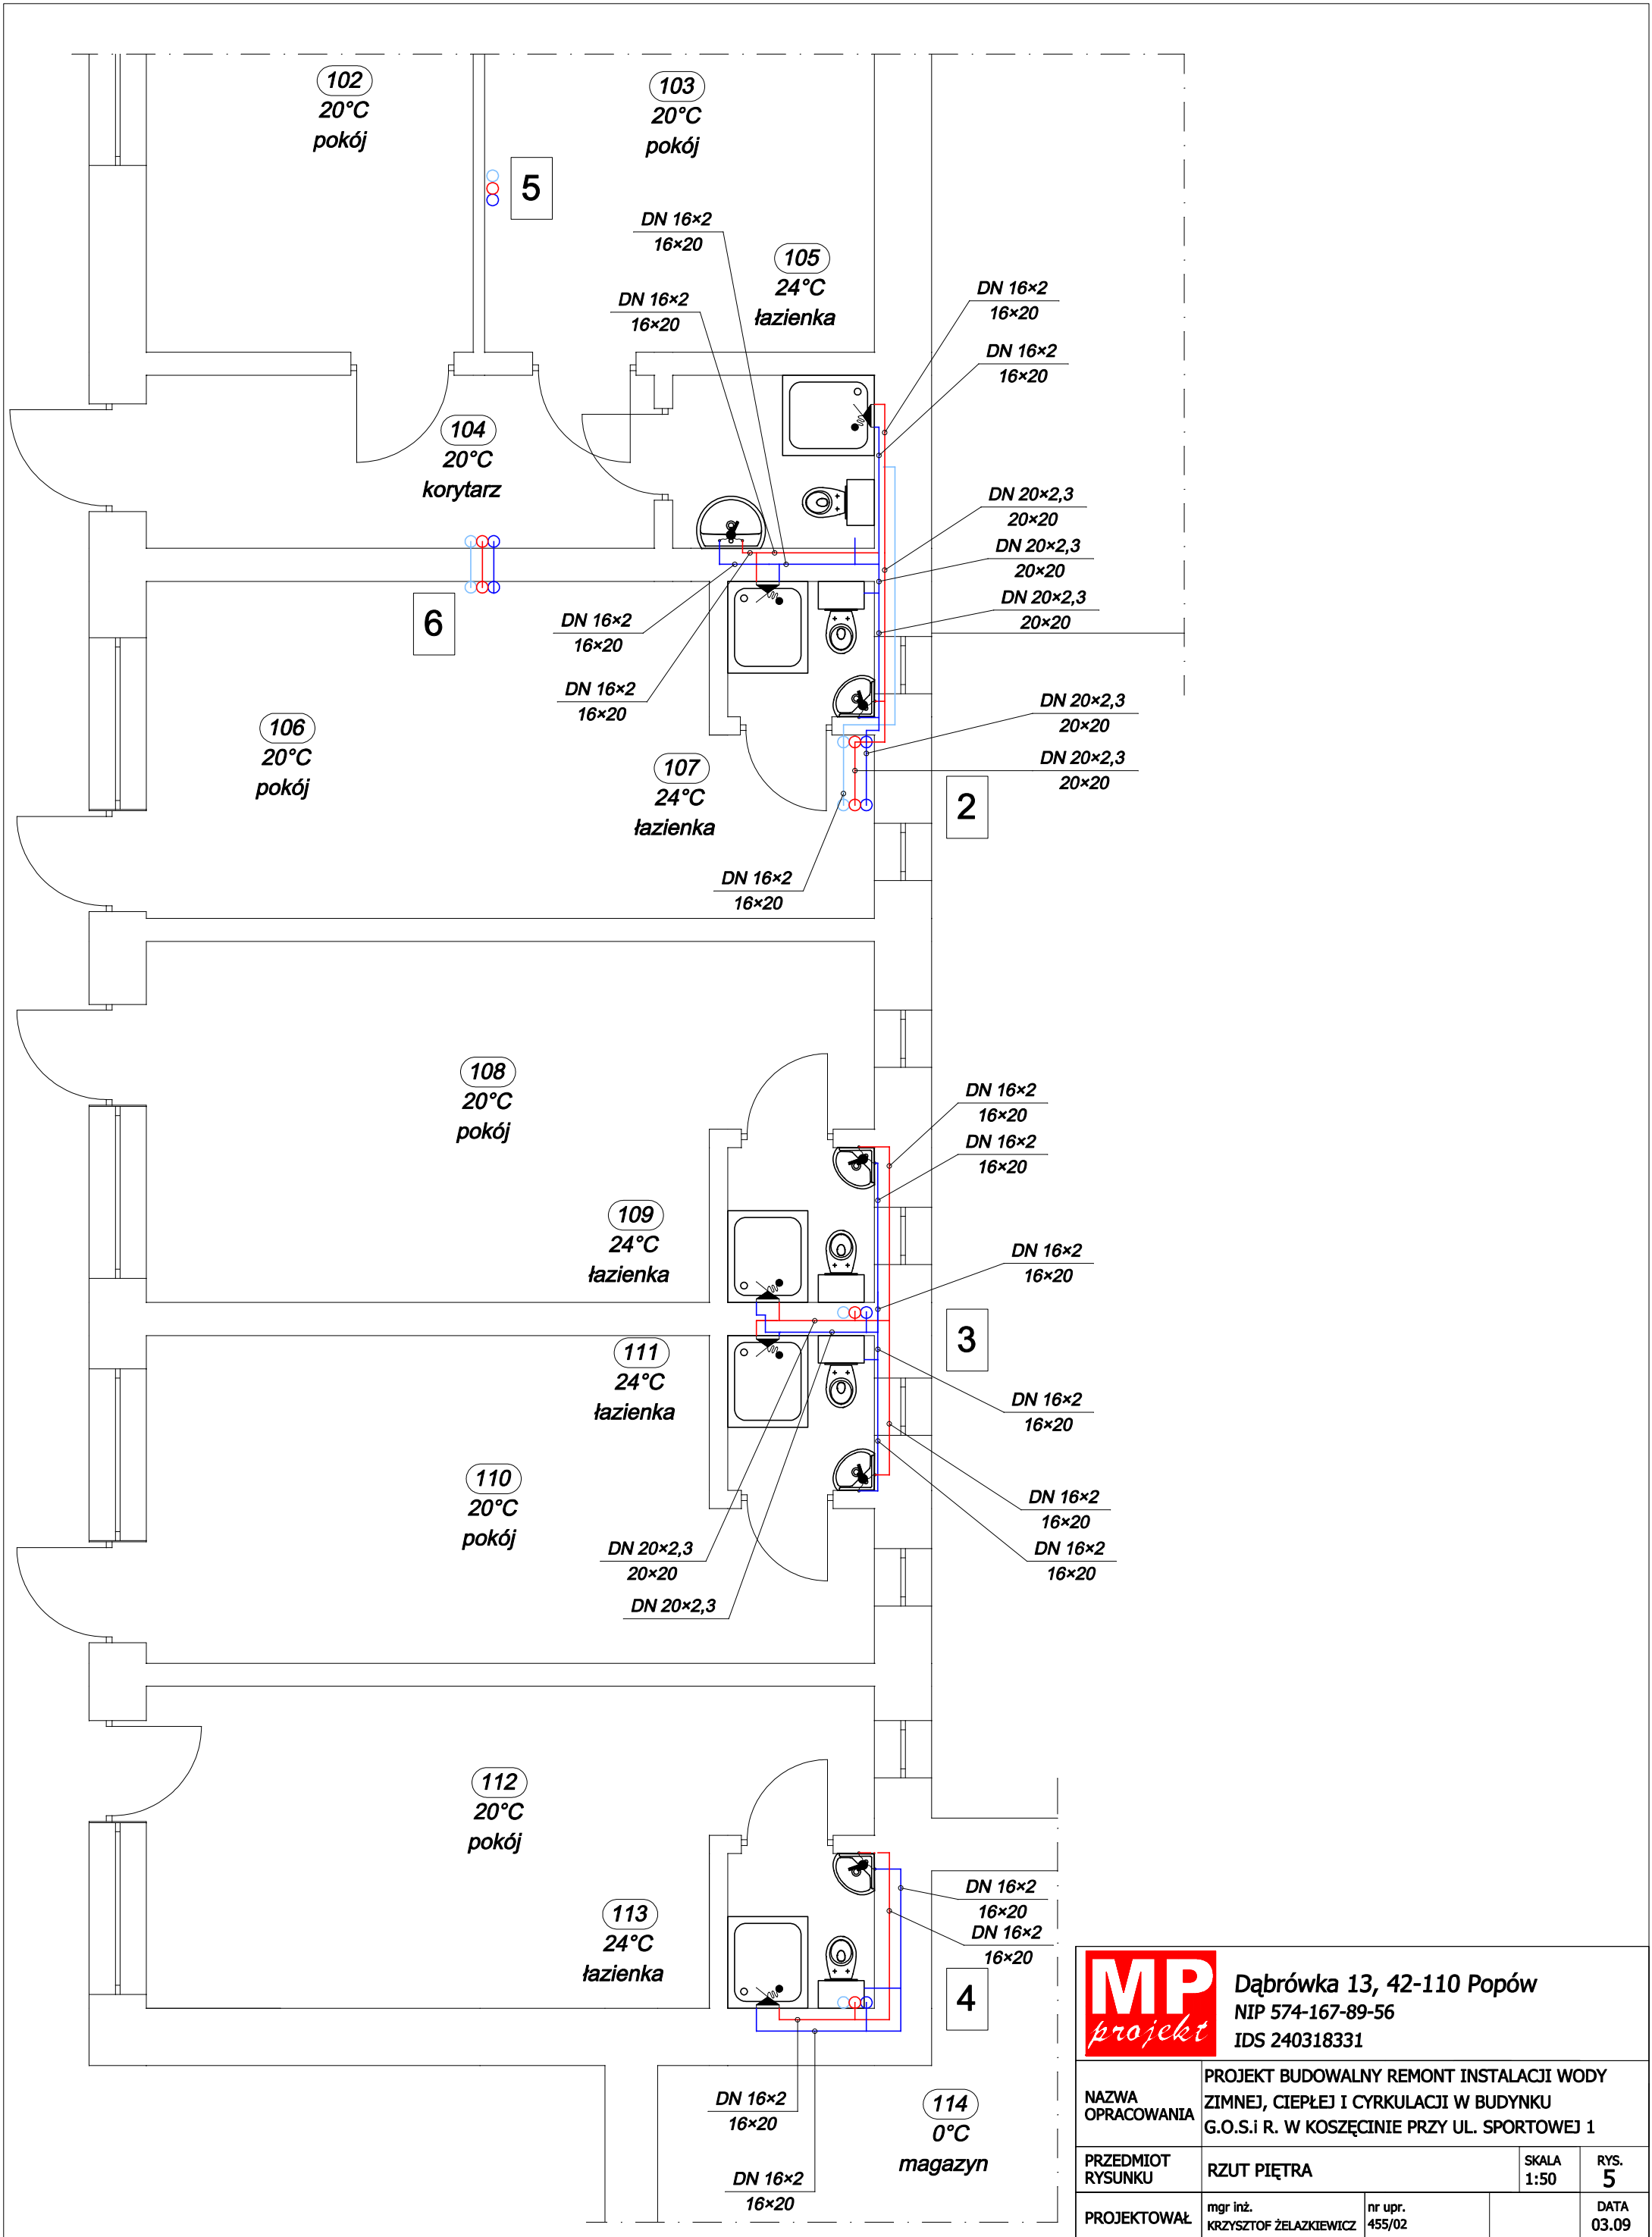 102
20°C
pokój
103
20°C
pokój
5
DN 16×2
16×20
105
24°C
łazienka
DN 16×2
16×20
DN 16×2
16×20
DN 16×2
16×20
104
20°C
korytarz
DN 20×2,3
20×20
DN 20×2,3
20×20
DN 20×2,3
20×20
6
DN 16×2
16×20
DN 16×2
16×20
106
20°C
pokój
107
24°C
łazienka
DN 20×2,3
20×20
DN 20×2,3
20×20
2
DN 16×2
16×20
108
20°C
pokój
DN 16×2
16×20
DN 16×2
16×20
109
24°C
łazienka
DN 16×2
16×20
3
111
24°C
łazienka
DN 16×2
16×20
110
20°C
pokój
DN 16×2
16×20
DN 16×2
16×20
DN 20×2,3
20×20
DN 20×2,3
112
20°C
pokój
113
24°C
łazienka
DN 16×2
16×20
DN 16×2
16×20
4
DN 16×2
16×20
DN 16×2
16×20
114
0°C
magazyn
MP
projekt
Dąbrówka 13, 42-110 Popów
NIP 574-167-89-56
IDS 240318331
NAZWA
OPRACOWANIA
PROJEKT BUDOWALNY REMONT INSTALACJI WODY
ZIMNEJ, CIEPŁEJ I CYRKULACJI W BUDYNKU
G.O.S.i R. W KOSZĘCINIE PRZY UL. SPORTOWEJ 1
PRZEDMIOT
RYSUNKU
RZUT PIĘTRA
SKALA
1:50
RYS.
5
PROJEKTOWAŁ
mgr inż.
KRZYSZTOF ŻELAZKIEWICZ
nr upr.
455/02
DATA
03.09